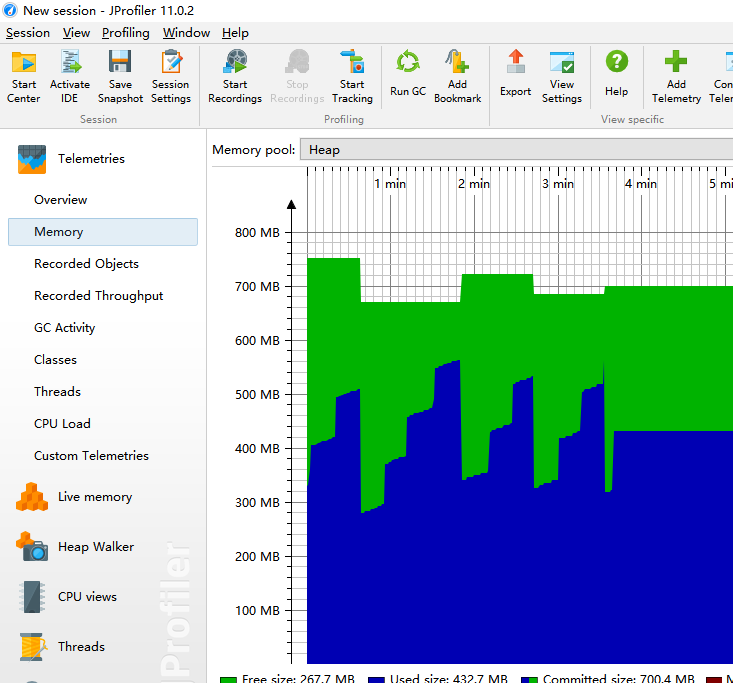 New session - JProfiler 11.0.2
Session View Profiling Window Help
Start Center
Activate IDE
Save Snapshot
Session Settings
Start Recordings
Stop Recordings
Start Tracking
Run GC
Add Bookmark
Export
View Settings
Help
Add Telemetry
Session
Profiling
View specific
Telemetries
Overview
Memory
Recorded Objects
Recorded Throughput
GC Activity
Classes
Threads
CPU Load
Custom Telemetries
Live memory
Heap Walker
CPU views
Threads
JProfiler
Memory pool: Heap
1 min 2 min 3 min 4 min
800 MB
700 MB
600 MB
500 MB
400 MB
300 MB
200 MB
100 MB
Free size: 267.7 MB Used size: 432.7 MB Committed size: 700.4 MB